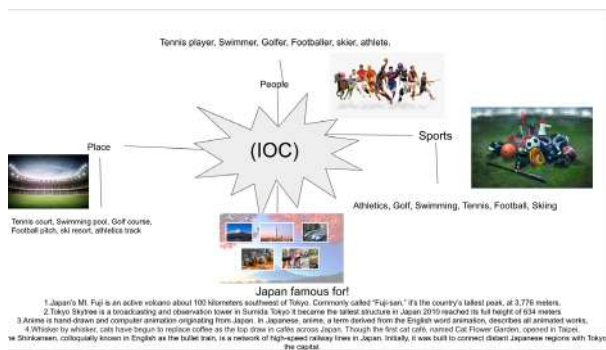 Tennis player, Swimmer, Golfer, Footballer, skier, athlete,
People
(IOC)
Place
Sports
Tennis court, Swimming pool, Golf course,
Football pitch, ski resort, athletics track
Athletics, Golf, Swimming, Tennis, Football, Skiing
Japan famous for!
1.Japan's Mt. Fuji is an active volcano about 100 kilometers southwest of Tokyo. Commonly called "Fuji-san," it's the country's tallest peak, at 3,776 meters.
2.Tokyo Skytree is a broadcasting and observation tower in Sumida Tokyo It became the tallest structure in Japan 2010 reached its full height of 634 meters
3.Anime is hand-drawn and computer animation originating from Japan. In Japanese, anime, a term derived from the English word animation, describes all animated works,
4.Whisker by whisker, cats have begun to replace coffee as the top draw in cafés across Japan. Though the first cat café, named Cat Flower Garden, opened in Taipei.
he Shinkansen, colloquially known in English as the bullet train, is a network of high-speed railway lines in Japan. Initially, it was built to connect distant Japanese regions with Tokyo
the capital.